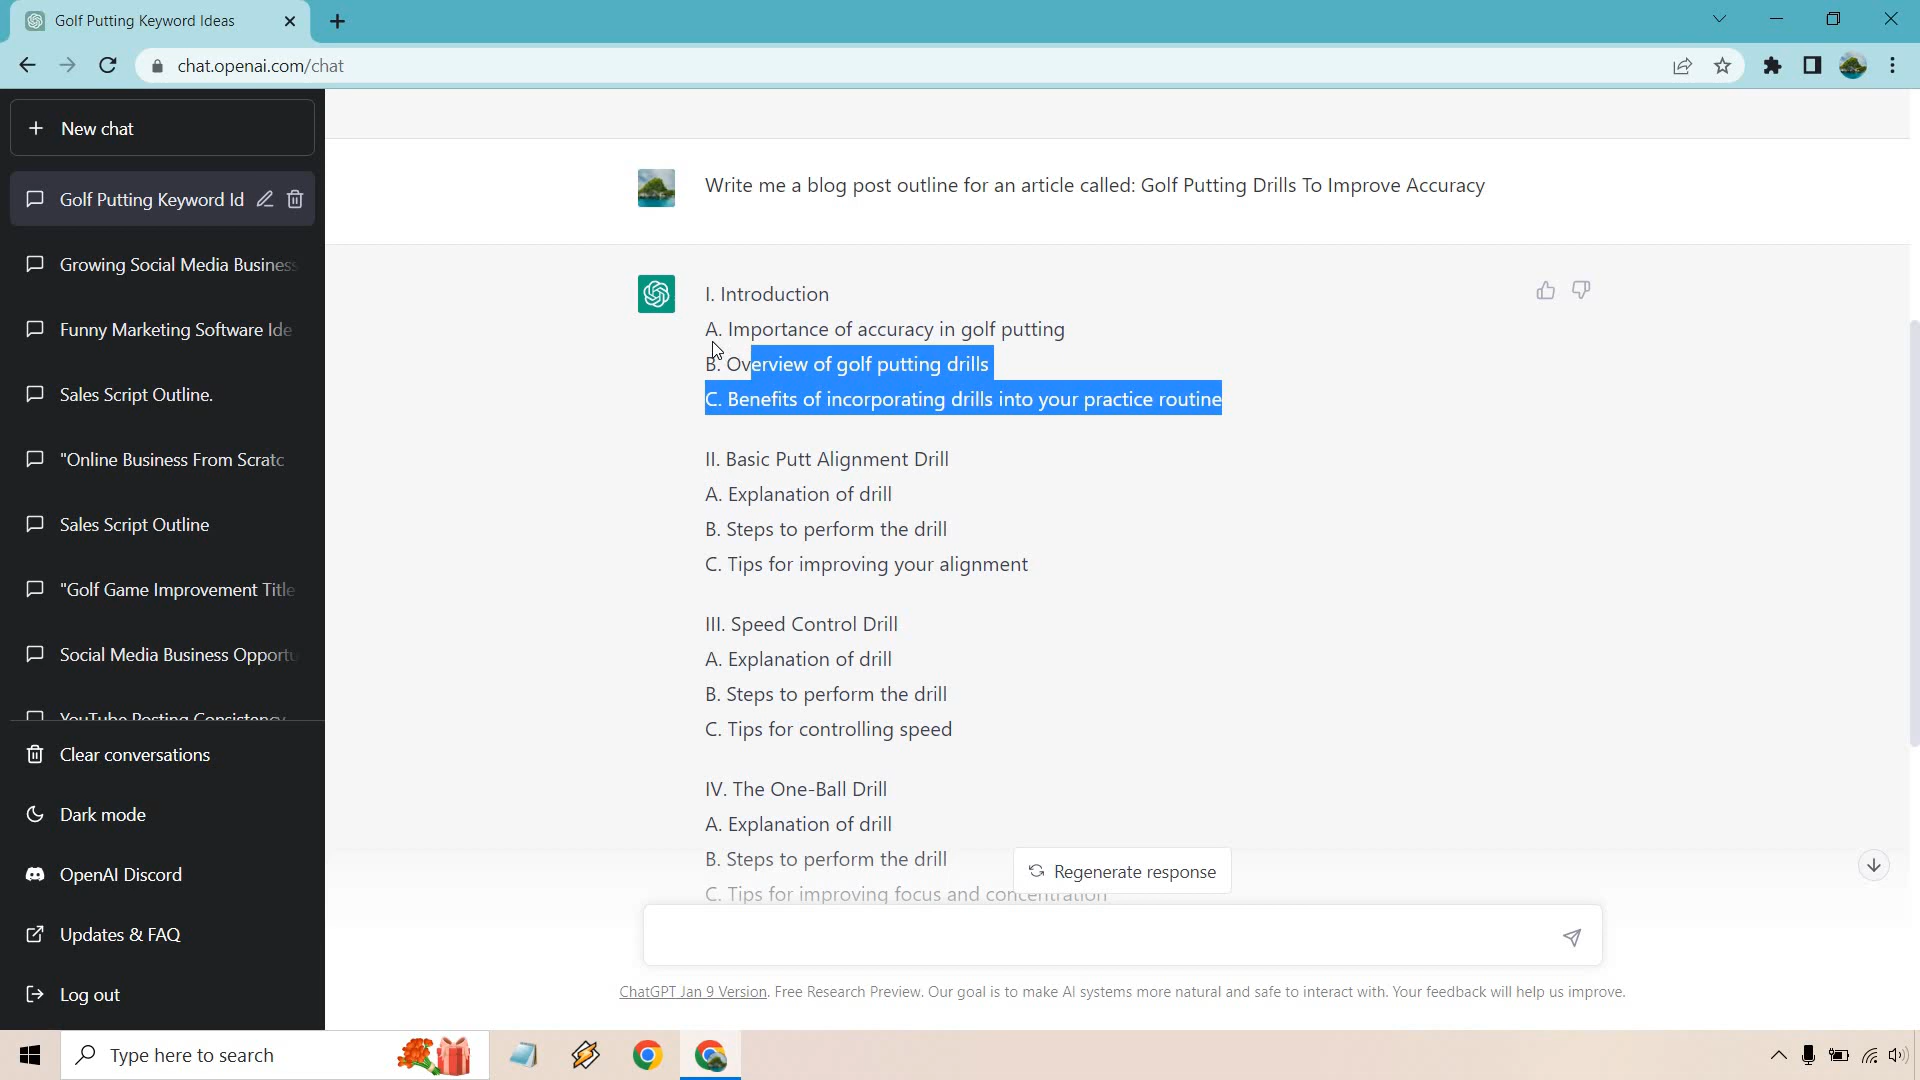 Golf Putting Keyword Ideas
chat.openai.com/chat
New chat
Golf Putting Keyword Id
Growing Social Media Business
Funny Marketing Software Ide
Sales Script Outline.
"Online Business From Scratc
Sales Script Outline
"Golf Game Improvement Title
Social Media Business Opportu
YouTube Posting Consistency
Clear conversations
Dark mode
OpenAI Discord
Updates & FAQ
Log out
Write me a blog post outline for an article called: Golf Putting Drills To Improve Accuracy
I. Introduction
A. Importance of accuracy in golf putting
B. Overview of golf putting drills
C. Benefits of incorporating drills into your practice routine
II. Basic Putt Alignment Drill
A. Explanation of drill
B. Steps to perform the drill
C. Tips for improving your alignment
III. Speed Control Drill
A. Explanation of drill
B. Steps to perform the drill
C. Tips for controlling speed
IV. The One-Ball Drill
A. Explanation of drill
B. Steps to perform the drill
C. Tips for improving focus and concentration
Regenerate response
ChatGPT Jan 9 Version. Free Research Preview. Our goal is to make AI systems more natural and safe to interact with. Your feedback will help us improve.
Type here to search